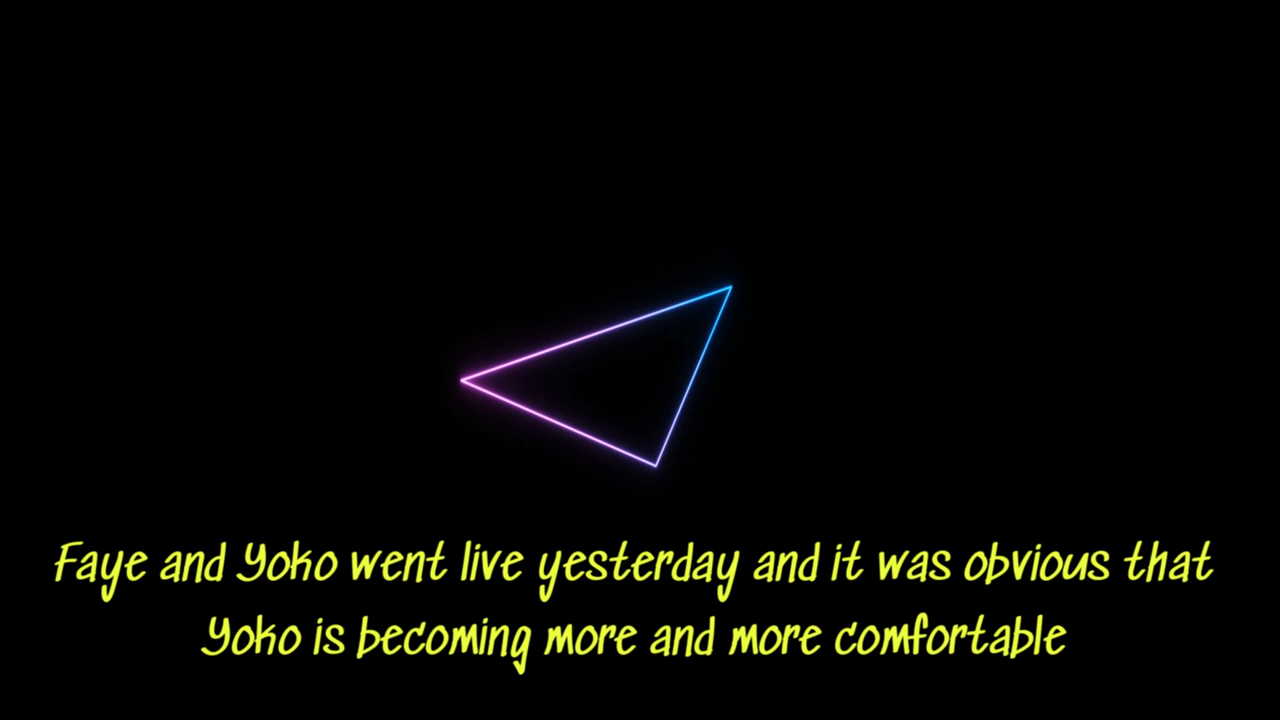 Faye and Yoko went live yesterday and it was obvious that
Yoko is becoming more and more comfortable